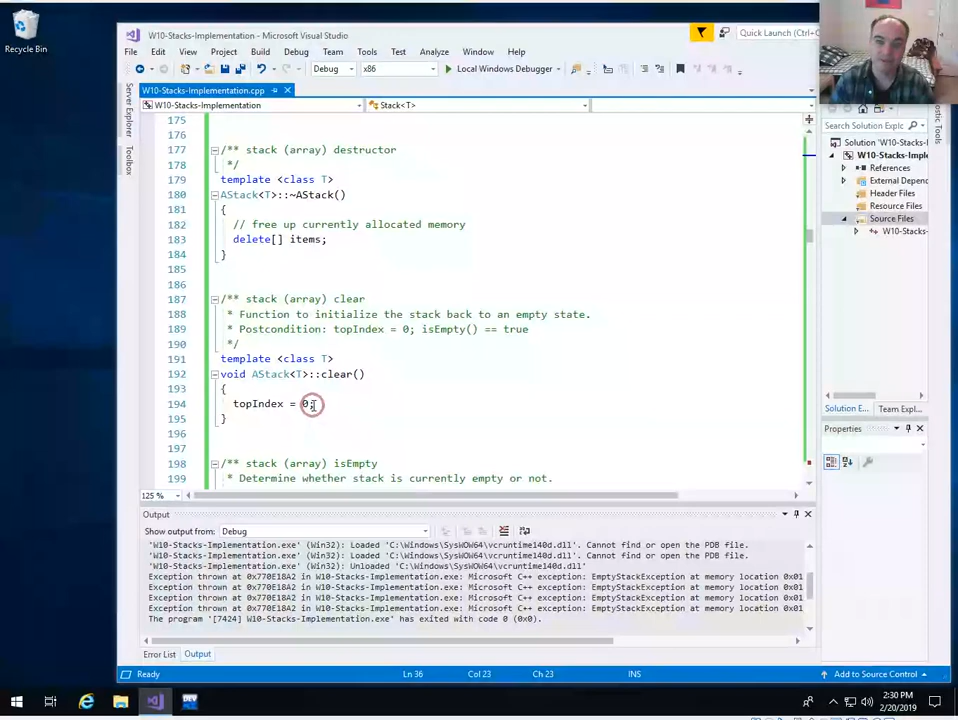 Recycle Bin
W10-Stacks-Implementation - Microsoft Visual Studio
Quick Launch (Ctrl+
File Edit View Project Build Debug Team Tools Test Analyze Window Help
Debug x86 Local Windows Debugger
W10-Stacks-Implementation.cpp
W10-Stacks-Implementation Stack<T>
Server Explorer
Toolbox
175
176
177 /** stack (array) destructor
178 */
179 template <class T>
180 AStack<T>::~AStack()
181 {
182 // free up currently allocated memory
183 delete[] items;
184 }
185
186
187 /** stack (array) clear
188 * Function to initialize the stack back to an empty state.
189 * Postcondition: topIndex = 0; isEmpty() == true
190 */
191 template <class T>
192 void AStack<T>::clear()
193 {
194 topIndex = 0;
195 }
196
197
198 /** stack (array) isEmpty
199 * Determine whether stack is currently empty or not.
125 %
Search Solution Explo
Solution 'W10-Stacks-
W10-Stacks-Imple
References
External Depend
Header Files
Resource Files
Source Files
W10-Stacks-
Solution E... Team Expl...
Properties
Output
Show output from: Debug
'W10-Stacks-Implementation.exe' (Win32): Loaded 'C:\Windows\SysWOW64\vcruntime140d.dll'. Cannot find or open the PDB file.
'W10-Stacks-Implementation.exe' (Win32): Loaded 'C:\Windows\SysWOW64\vcruntime140d.dll'. Cannot find or open the PDB file.
'W10-Stacks-Implementation.exe' (Win32): Unloaded 'C:\Windows\SysWOW64\vcruntime140d.dll'
Exception thrown at 0x770E18A2 in W10-Stacks-Implementation.exe: Microsoft C++ exception: EmptyStackException at memory location 0x01
Exception thrown at 0x770E18A2 in W10-Stacks-Implementation.exe: Microsoft C++ exception: EmptyStackException at memory location 0x01
Exception thrown at 0x770E18A2 in W10-Stacks-Implementation.exe: Microsoft C++ exception: EmptyStackException at memory location 0x01
Exception thrown at 0x770E18A2 in W10-Stacks-Implementation.exe: Microsoft C++ exception: EmptyStackException at memory location 0x01
The program '[7424] W10-Stacks-Implementation.exe' has exited with code 0 (0x0).
Error List Output
Ready Ln 36 Col 23 Ch 23 INS Add to Source Control
2:30 PM
2/20/2019